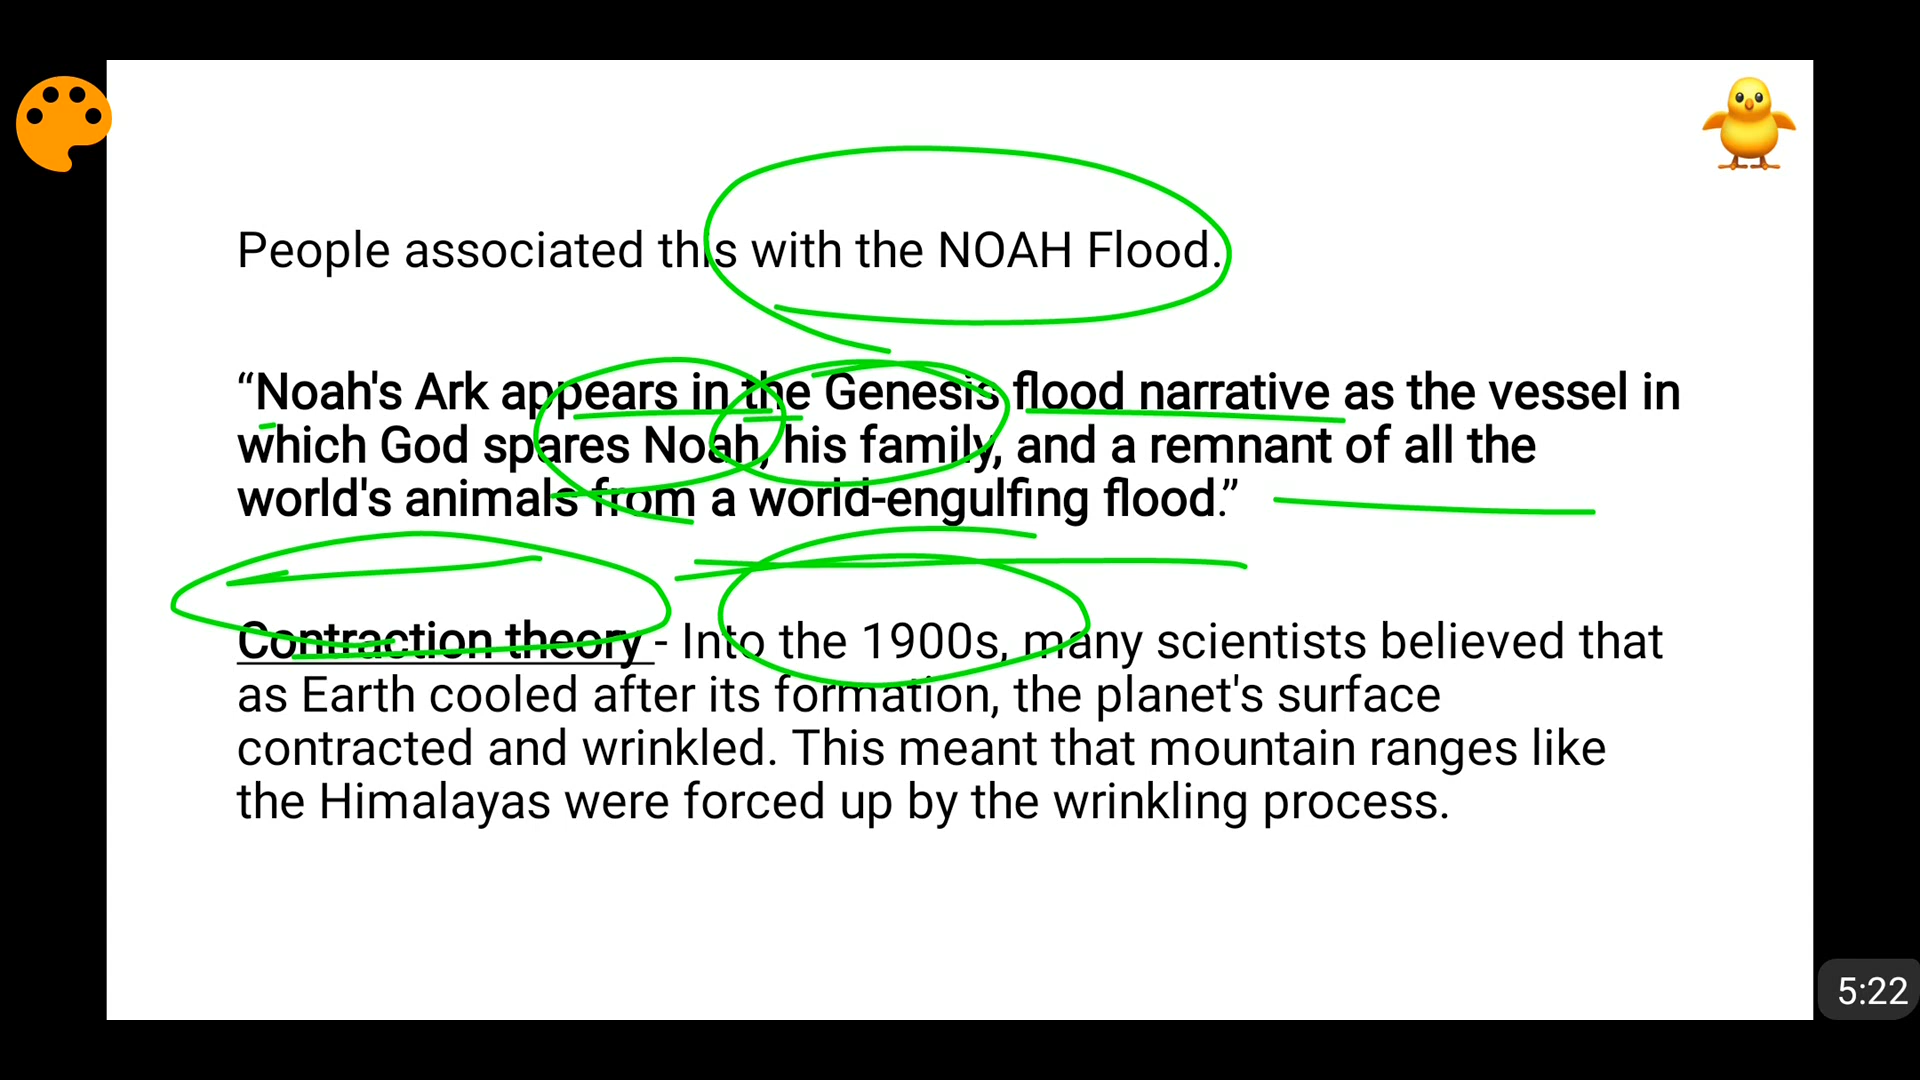 People associated this with the NOAH Flood.
“Noah's Ark appears in the Genesis flood narrative as the vessel in
which God spares Noah, his family, and a remnant of all the
world's animals from a world-engulfing flood.”
Contraction theory - Into the 1900s, many scientists believed that
as Earth cooled after its formation, the planet's surface
contracted and wrinkled. This meant that mountain ranges like
the Himalayas were forced up by the wrinkling process.
5:22